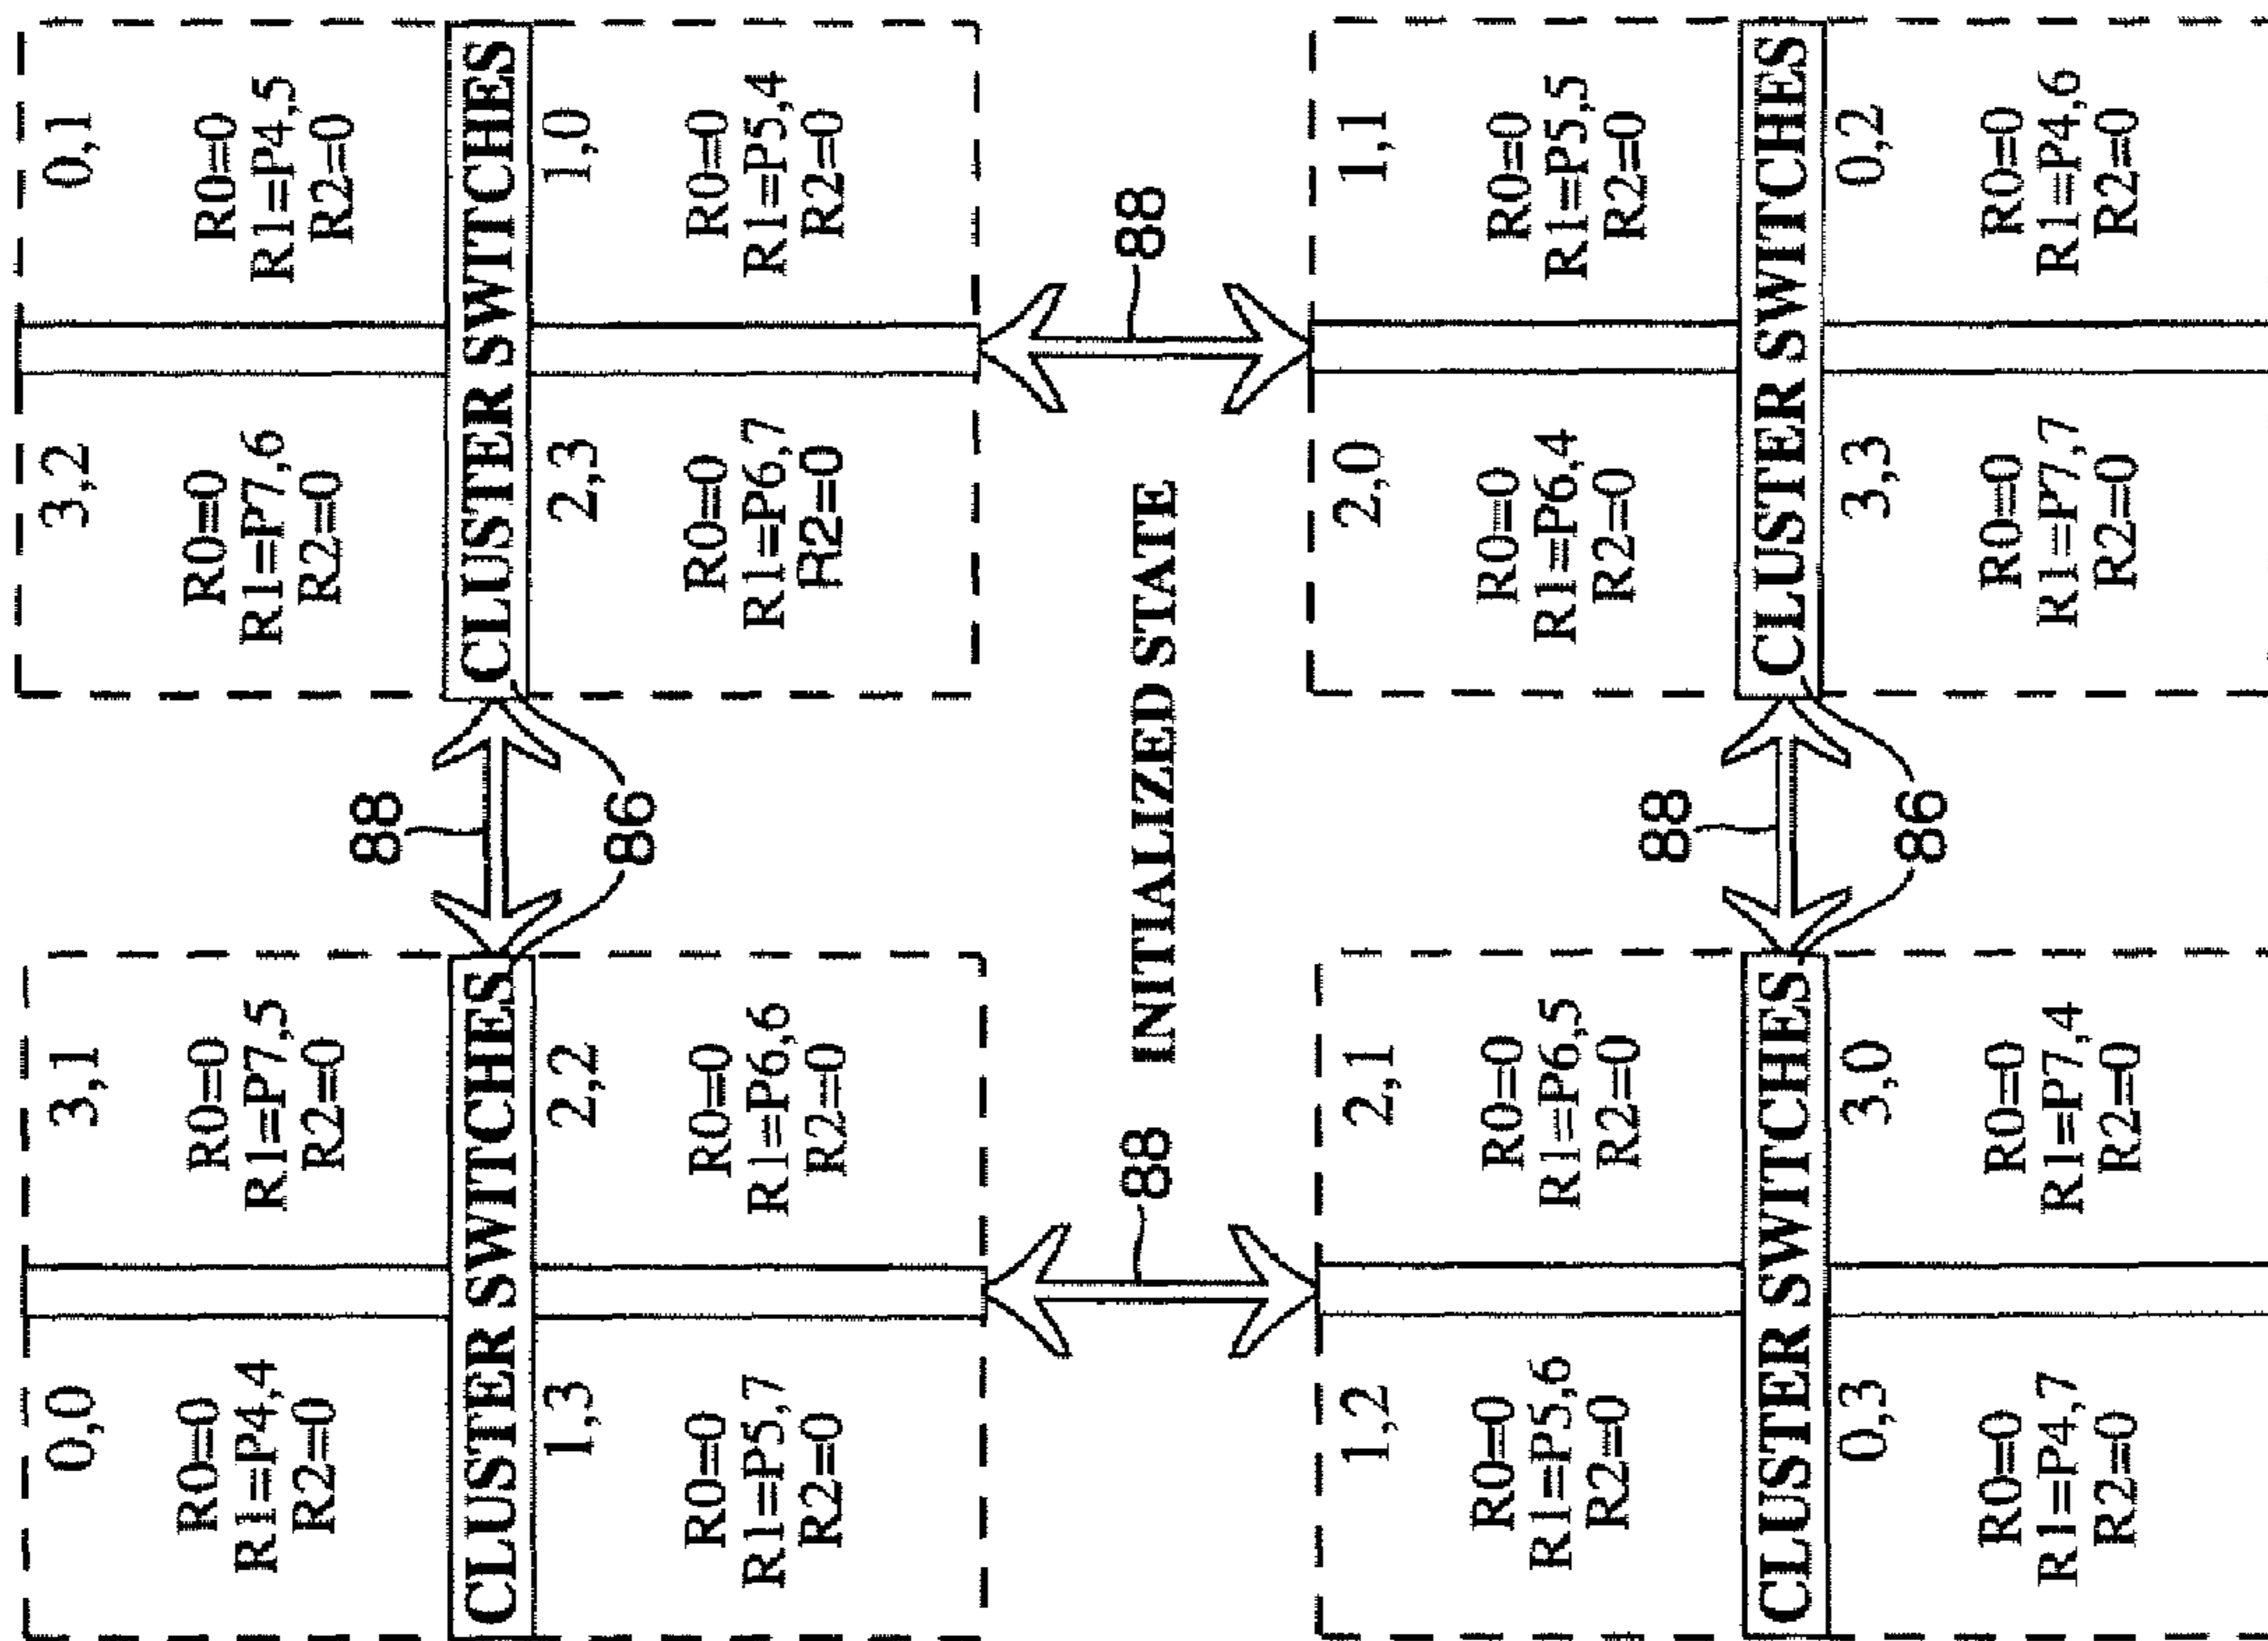 0,0
R0=0
R1=P4,4
R2=0
3,1
R0=0
R1=P7,5
R2=0
CLUSTER SWITCHES
1,3
R0=0
R1=P5,7
R2=0
2,2
R0=0
R1=P6,6
R2=0
88
86
3,2
R0=0
R1=P7,6
R2=0
0,1
R0=0
R1=P4,5
R2=0
CLUSTER SWITCHES
2,3
R0=0
R1=P6,7
R2=0
1,0
R0=0
R1=P5,4
R2=0
88
INITIALIZED STATE
88
1,2
R0=0
R1=P5,6
R2=0
2,1
R0=0
R1=P6,5
R2=0
CLUSTER SWITCHES
0,3
R0=0
R1=P4,7
R2=0
3,0
R0=0
R1=P7,4
R2=0
88
86
2,0
R0=0
R1=P6,4
R2=0
1,1
R0=0
R1=P5,5
R2=0
CLUSTER SWITCHES
3,3
R0=0
R1=P7,7
R2=0
0,2
R0=0
R1=P4,6
R2=0